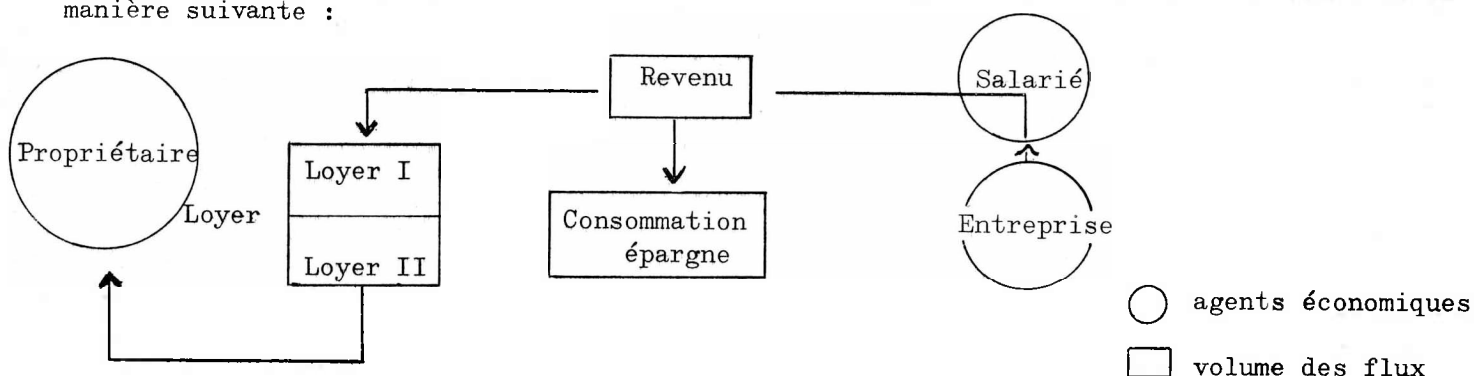 manière suivante :
Revenu
Salarié
Propriétaire
Loyer I
Loyer
Consommation
épargne
Entreprise
Loyer II
agents économiques
volume des flux